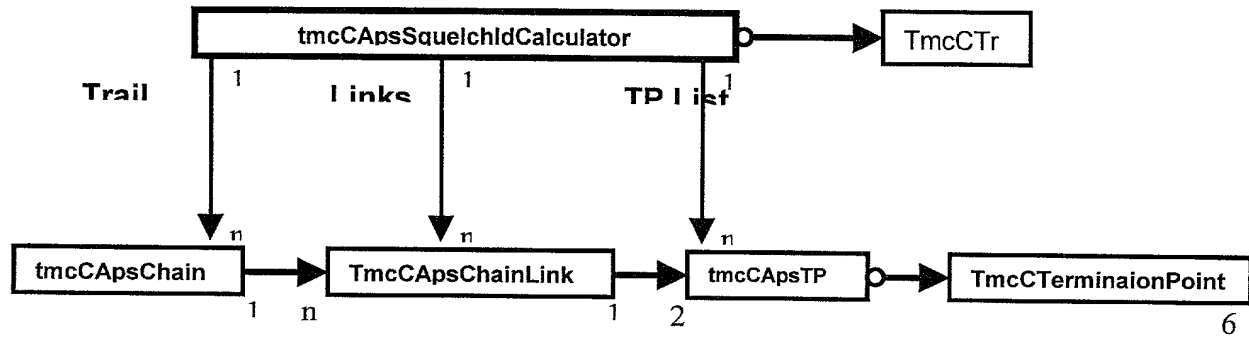 tmcCApsSquelchIdCalculator
TmcCTr
1 1 1
Trail Links TP List
n n n
tmcCApsChain TmcCApsChainLink tmcCApsTP TmcCTerminaionPoint
1 n 1 2 6